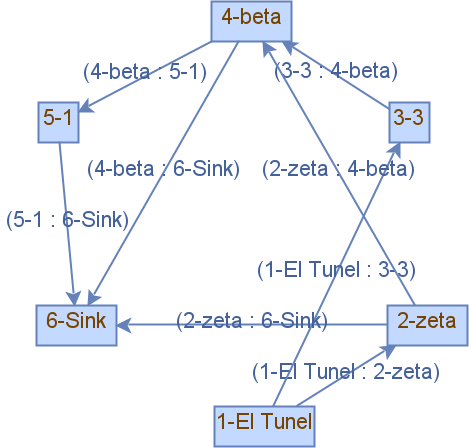 4-beta
(4-beta : 5-1)
(3-3 : 4-beta)
5-1
3-3
(4-beta : 6-Sink)
(2-zeta : 4-beta)
(5-1 : 6-Sink)
(1-El Tunel : 3-3)
6-Sink
(2-zeta : 6-Sink)
2-zeta
(1-El Tunel : 2-zeta)
1-El Tunel